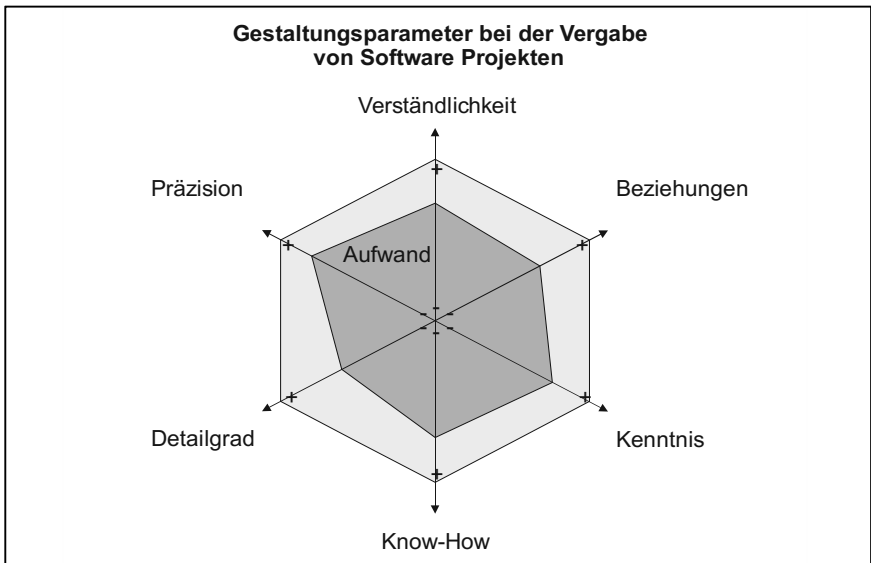 Gestaltungsparameter bei der Vergabe
von Software Projekten
Verständlichkeit
Präzision
Beziehungen
+
+
+
Aufwand
- - -
- - -
+
+
Detailgrad
Kenntnis
+
Know-How